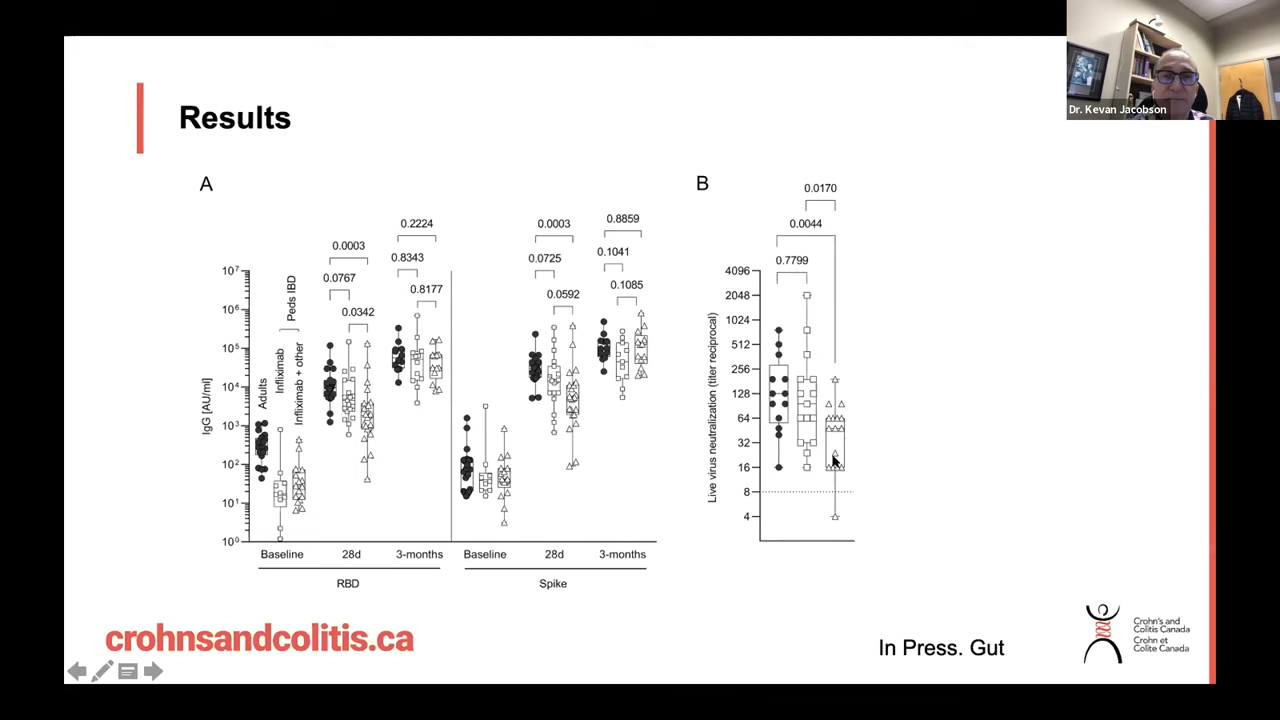 Dr. Kevan Jacobson
Results
A
IgG [AU/ml]
10⁷
10⁶
10⁵
10⁴
10³
10²
10¹
10⁰
Adults
Infliximab
Infliximab + other
Peds IBD
0.0003
0.0767
0.0342
0.2224
0.8343
0.8177
0.0003
0.0725
0.0592
0.8859
0.1041
0.1085
Baseline
28d
3-months
Baseline
28d
3-months
RBD
Spike
B
0.0170
0.0044
0.7799
Live virus neutralization (titer reciprocal)
4096
2048
1024
512
256
128
64
32
16
8
4
crohnsandcolitis.ca
In Press. Gut
Crohn's and
Colitis Canada
Crohn et
Colite Canada